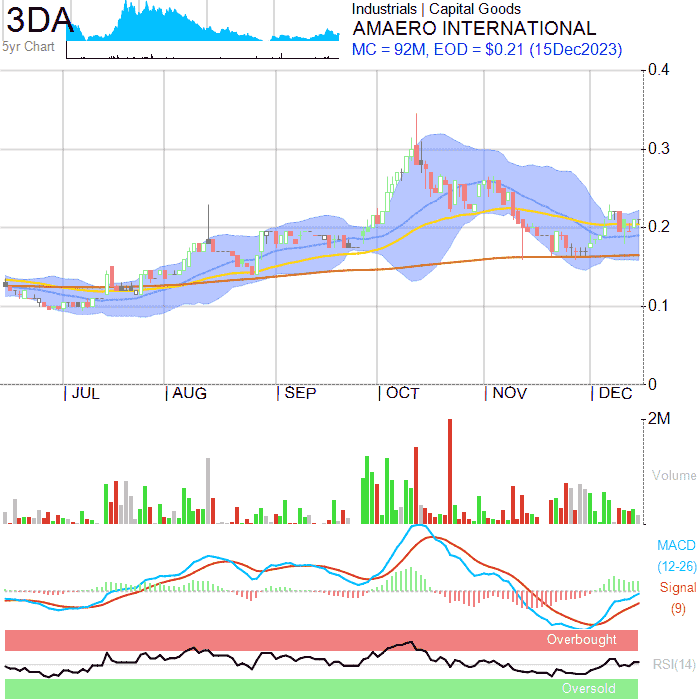 3DA
5yr Chart
Industrials | Capital Goods
AMAERO INTERNATIONAL
MC = 92M, EOD = $0.21 (15Dec2023)
0.4
0.3
0.2
0.1
0
JUL AUG SEP OCT NOV DEC
2M
Volume
MACD
(12-26)
Signal
(9)
Overbought
RSI(14)
Oversold